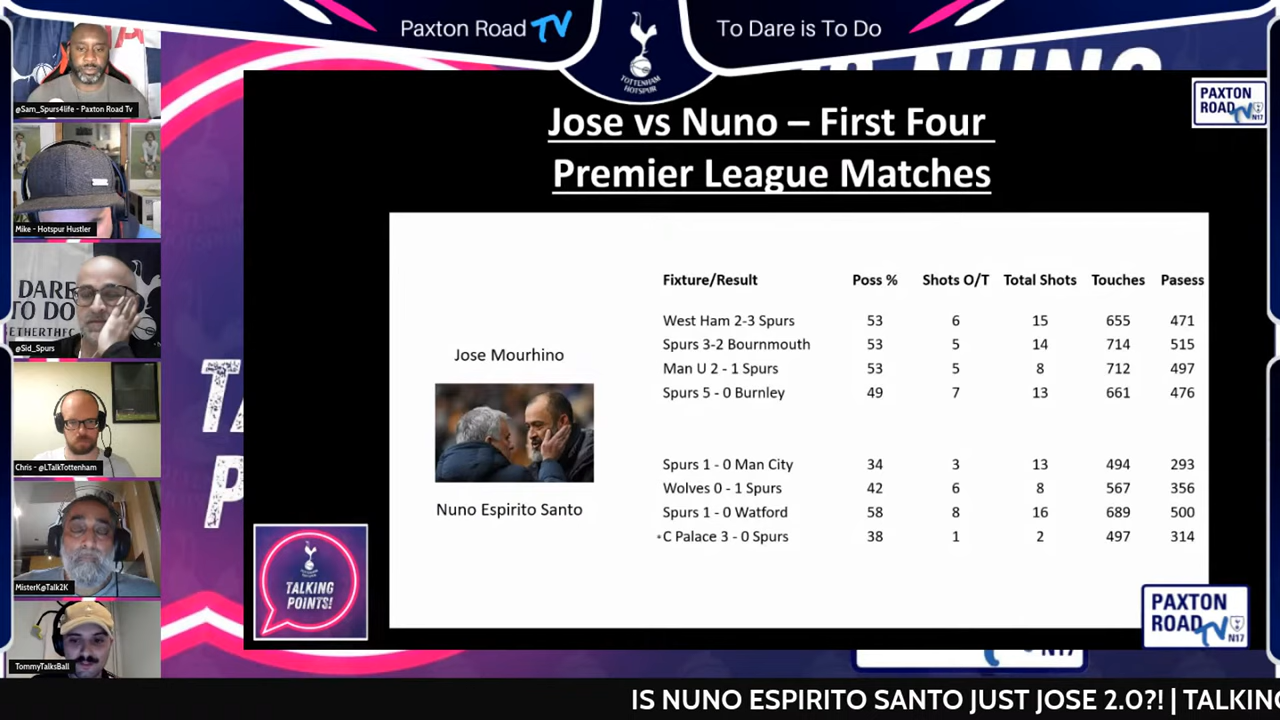 Paxton Road TV
To Dare is To Do
TOTTENHAM
HOTSPUR
@Sam_Spurs4life - Paxton Road Tv
Mike - Hotspur Hustler
DARE
TO DO
@Sid_Spurs
Chris - @LTalkTottenham
MisterK@Talk2K
TommyTalksBall
PAXTON
ROAD TV
N17
Jose vs Nuno – First Four
Premier League Matches
Fixture/Result Poss % Shots O/T Total Shots Touches Pasess
West Ham 2-3 Spurs 53 6 15 655 471
Spurs 3-2 Bournmouth 53 5 14 714 515
Man U 2 - 1 Spurs 53 5 8 712 497
Spurs 5 - 0 Burnley 49 7 13 661 476
Jose Mourhino
Spurs 1 - 0 Man City 34 3 13 494 293
Wolves 0 - 1 Spurs 42 6 8 567 356
Spurs 1 - 0 Watford 58 8 16 689 500
C Palace 3 - 0 Spurs 38 1 2 497 314
Nuno Espirito Santo
TALKING
POINTS!
PAXTON
ROAD TV
N17
IS NUNO ESPIRITO SANTO JUST JOSE 2.0?! | TALKING